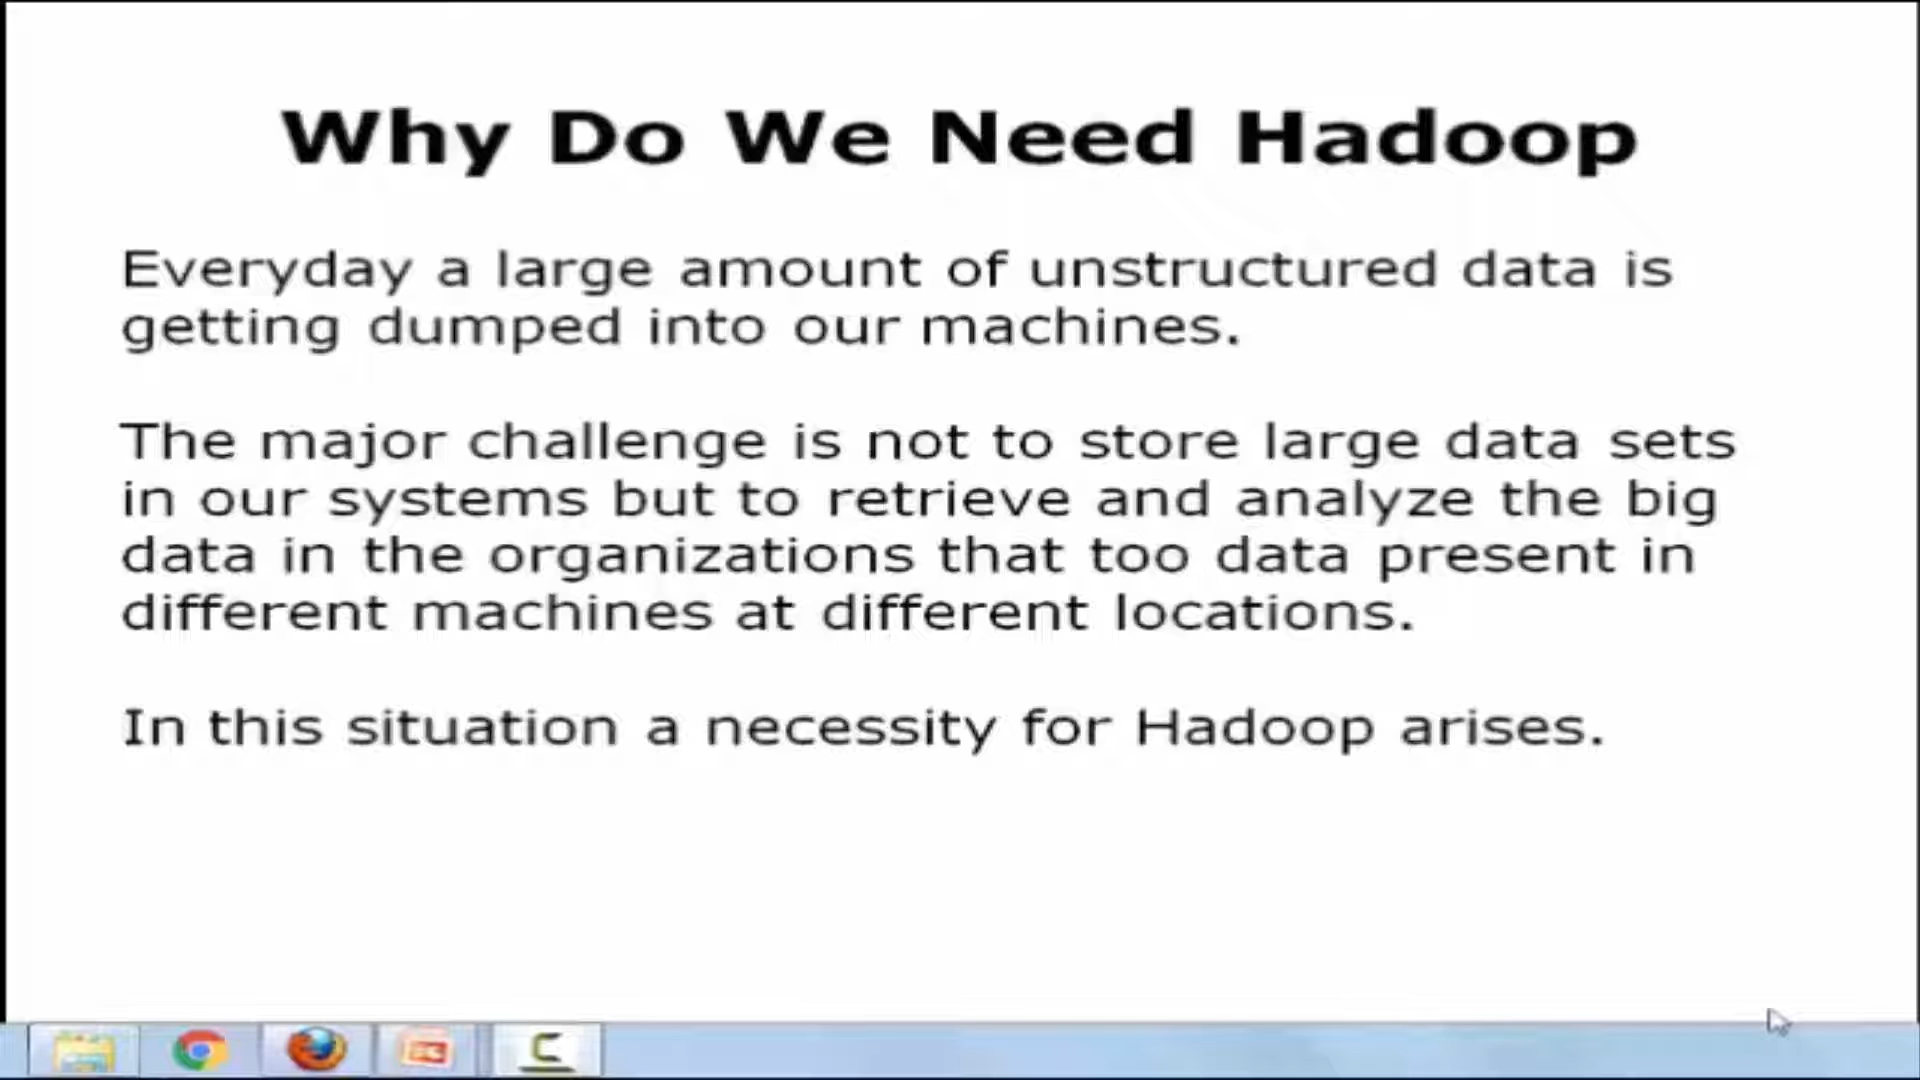 Why Do We Need Hadoop
Everyday a large amount of unstructured data is
getting dumped into our machines.
The major challenge is not to store large data sets
in our systems but to retrieve and analyze the big
data in the organizations that too data present in
different machines at different locations.
In this situation a necessity for Hadoop arises.